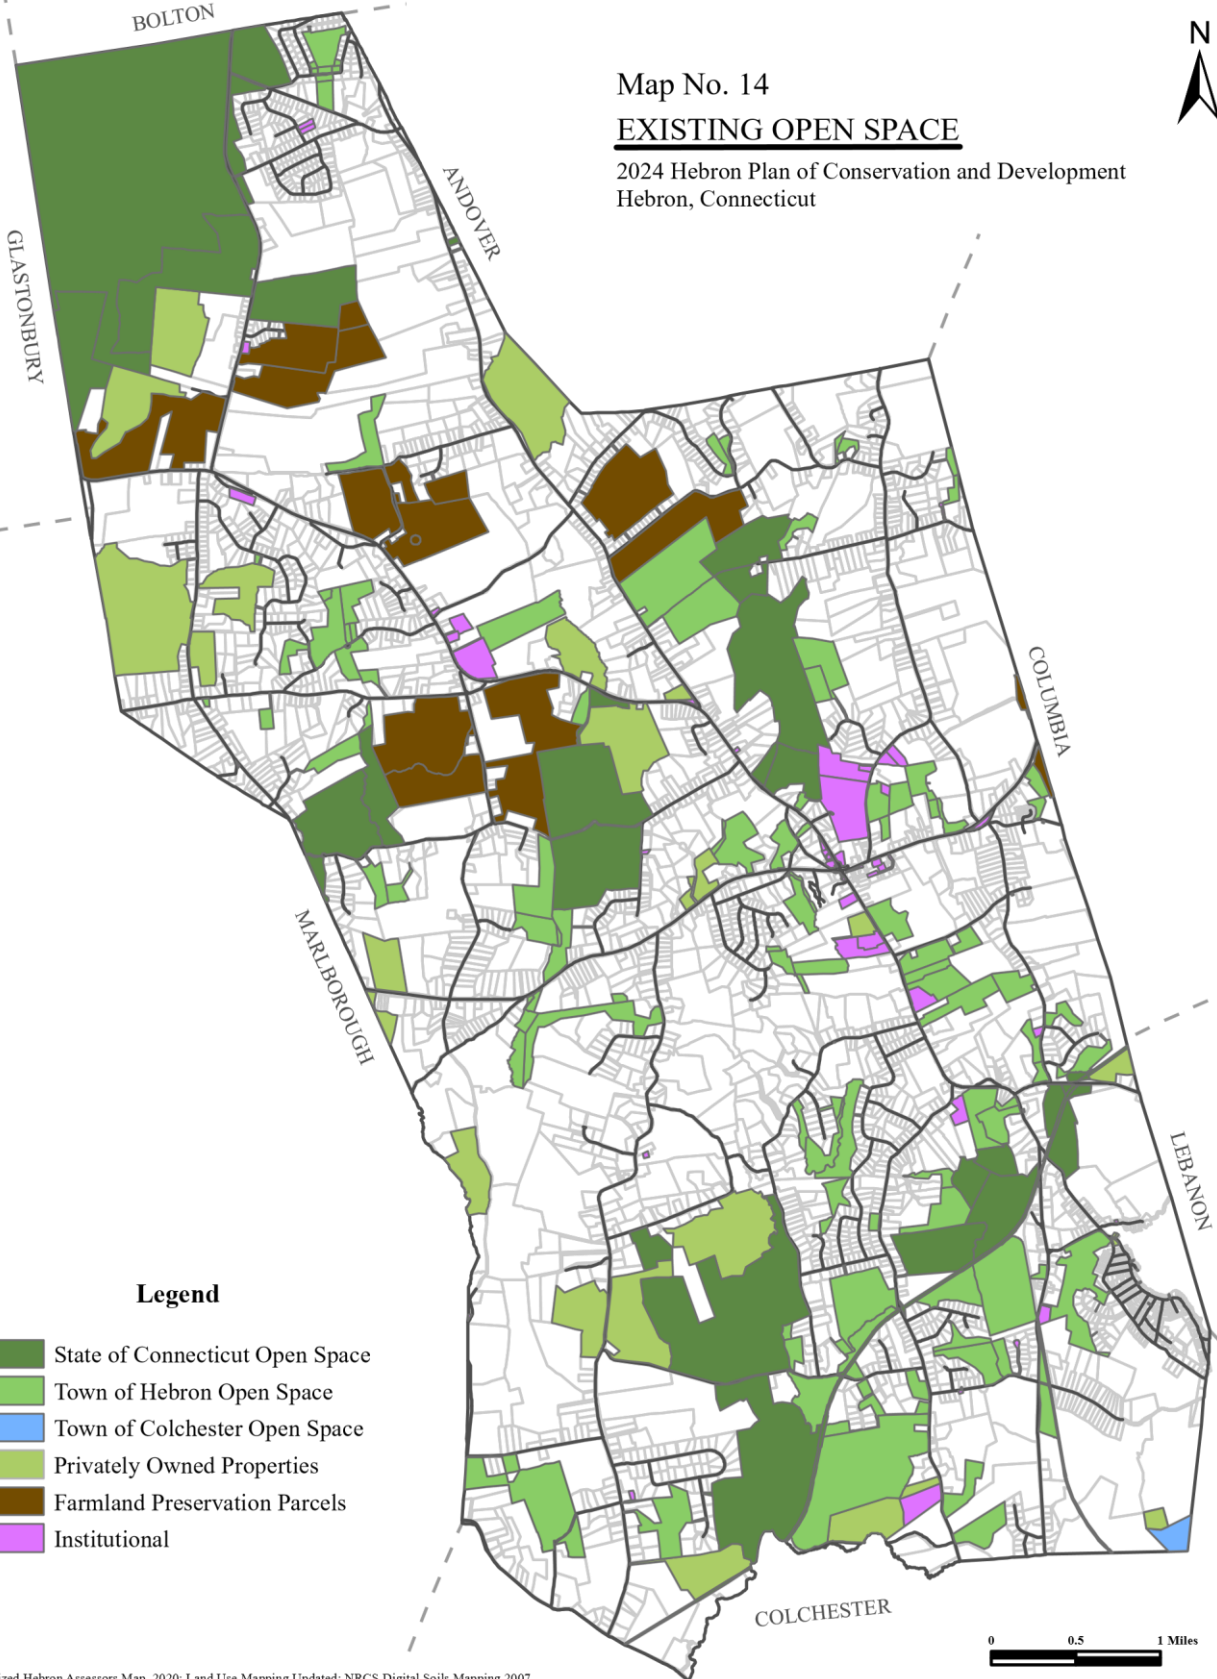 BOLTON
N
Map No. 14
EXISTING OPEN SPACE
2024 Hebron Plan of Conservation and Development
Hebron, Connecticut
ANDOVER
GLASTONBURY
COLUMBIA
MARLBOROUGH
LEBANON
Legend
State of Connecticut Open Space
Town of Hebron Open Space
Town of Colchester Open Space
Privately Owned Properties
Farmland Preservation Parcels
Institutional
COLCHESTER
0 0.5 1 Miles
Hebron Assessors Map, 2020; Land Use Mapping Updated; NRCS Digital Soils Mapping 2007